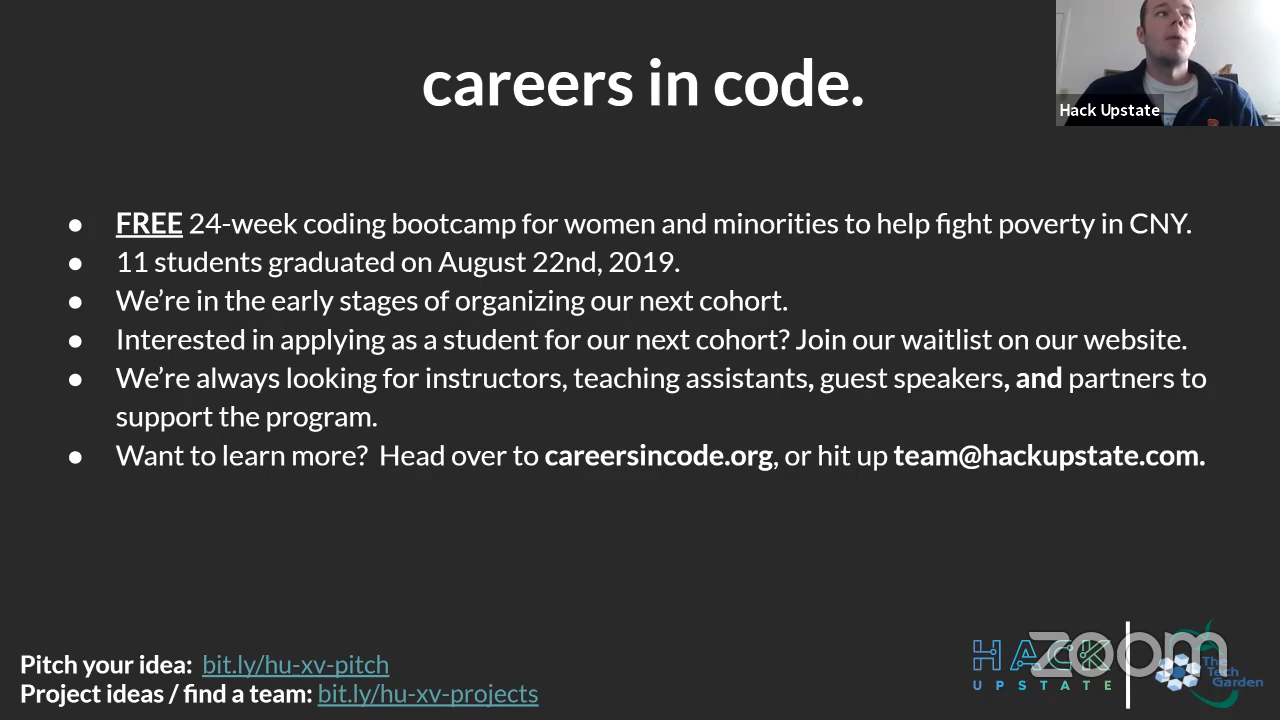 careers in code.
Hack Upstate
● FREE 24-week coding bootcamp for women and minorities to help fight poverty in CNY.
● 11 students graduated on August 22nd, 2019.
● We’re in the early stages of organizing our next cohort.
● Interested in applying as a student for our next cohort? Join our waitlist on our website.
● We’re always looking for instructors, teaching assistants, guest speakers, and partners to
support the program.
● Want to learn more?  Head over to careersincode.org, or hit up team@hackupstate.com.
Pitch your idea:  bit.ly/hu-xv-pitch
Project ideas / find a team: bit.ly/hu-xv-projects
HACK
UPSTATE
zoom
The
Tech
Garden